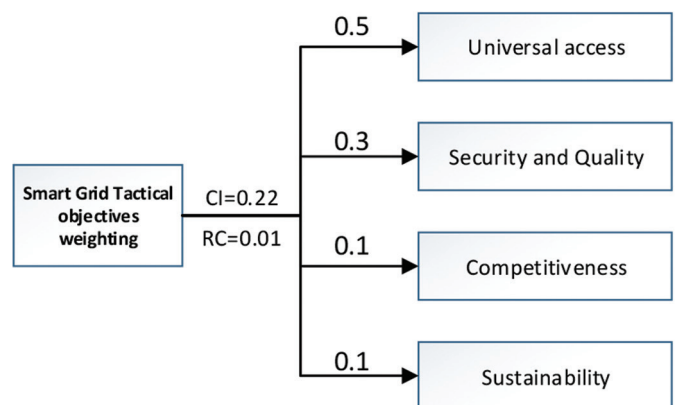 0.5
Universal access
0.3
Security and Quality
Smart Grid Tactical
objectives
weighting
CI=0.22
RC=0.01
0.1
Competitiveness
0.1
Sustainability